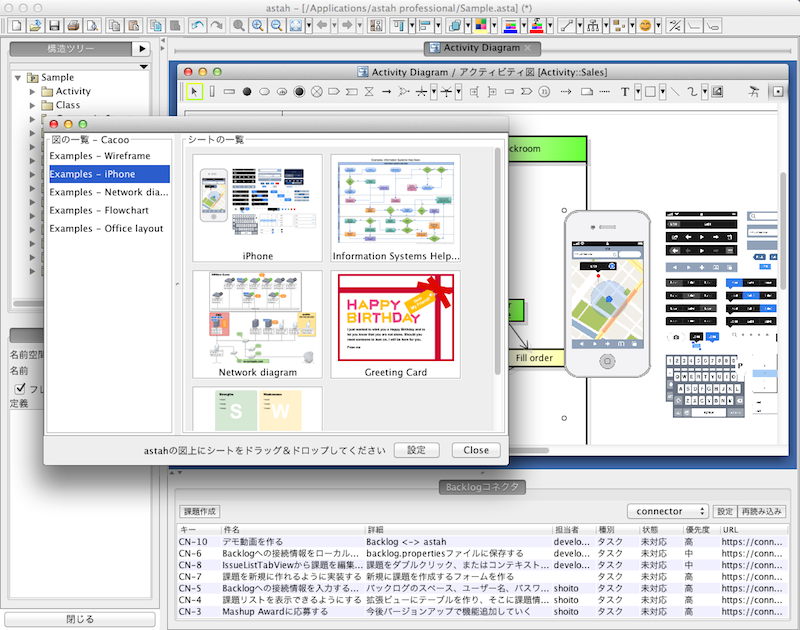 astah - [/Applications/astah professional/Sample.asta] (*)
構造ツリー
Activity Diagram
Sample
Activity
Class
Activity Diagram / アクティビティ図 [Activity::Sales]
図の一覧 - Cacoo
シートの一覧
Examples - Wireframe
Examples - iPhone
Examples - Network dia...
Examples - Flowchart
Examples - Office layout
iPhone
Information Systems Help...
Network diagram
HAPPY
BIRTHDAY
Greeting Card
S
W
astahの図上にシートをドラッグ＆ドロップしてください
設定
Close
ckroom
Fill order
名前空間
名前
フレ
定義
閉じる
Backlogコネクタ
課題作成
connector
設定
再読み込み
キー 件名 詳細 担当者 種別 状態 優先度 URL
CN-10 デモ動画を作る Backlog <-> astah develo... タスク 未対応 高 https://conn...
CN-6 Backlogへの接続情報をローカル... backlog.propertiesファイルに保存する develo... タスク 未対応 中 https://conn...
CN-8 IssueListTabViewから課題を編集... 課題をダブルクリック、またはコンテキスト... develo... タスク 未対応 中 https://conn...
CN-7 課題を新規に作れるように実装する 新規に課題を作成するフォームを作る タスク 未対応 高 https://conn...
CN-5 Backlogへの接続情報を入力する... バックログのスペース、ユーザー名、パスワ... shoito タスク 未対応 高 https://conn...
CN-4 課題リストを表示できるようにする 拡張ビューにテーブルを作り、そこに課題情... shoito タスク 未対応 高 https://conn...
CN-3 Mashup Awardに応募する 今後バージョンアップで機能追加していく shoito タスク 未対応 高 https://conn...